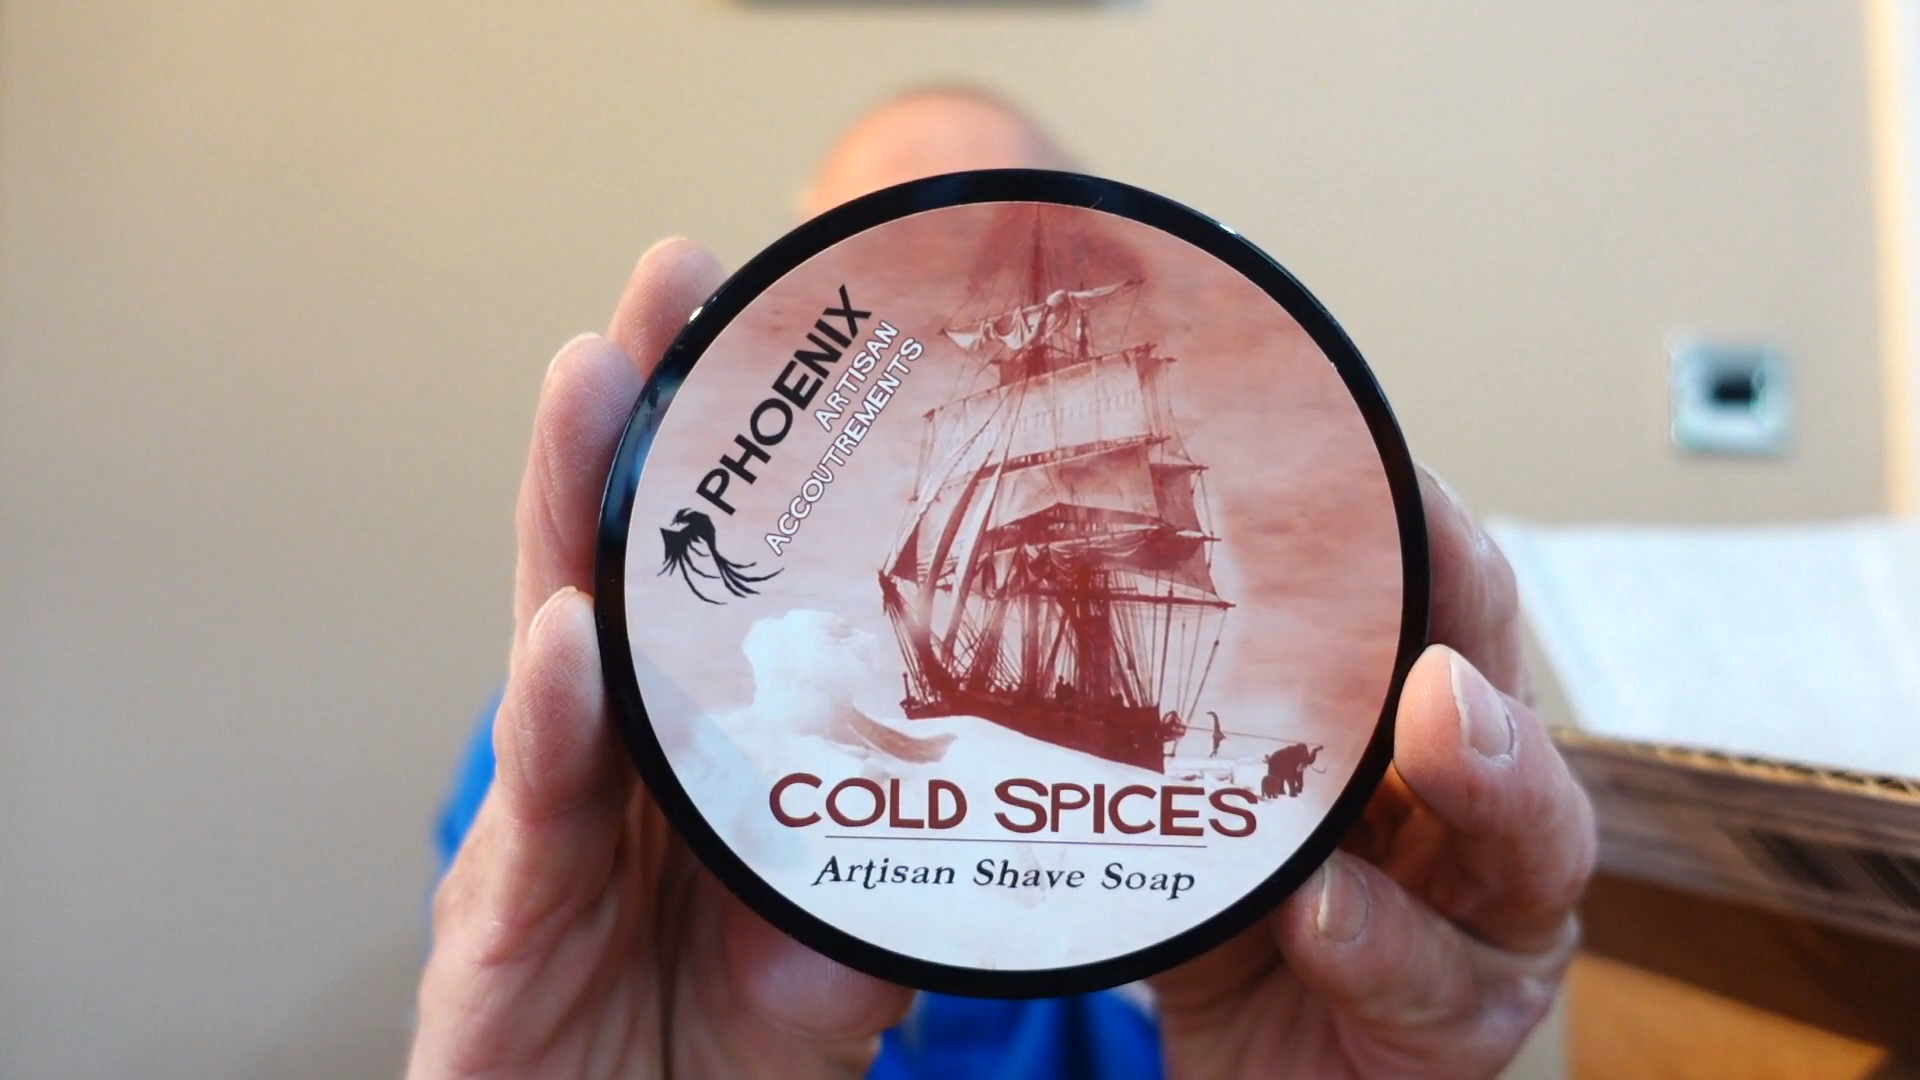 PHOENIX
ARTISAN
ACCOUTREMENTS
COLD SPICES
Artisan Shave Soap